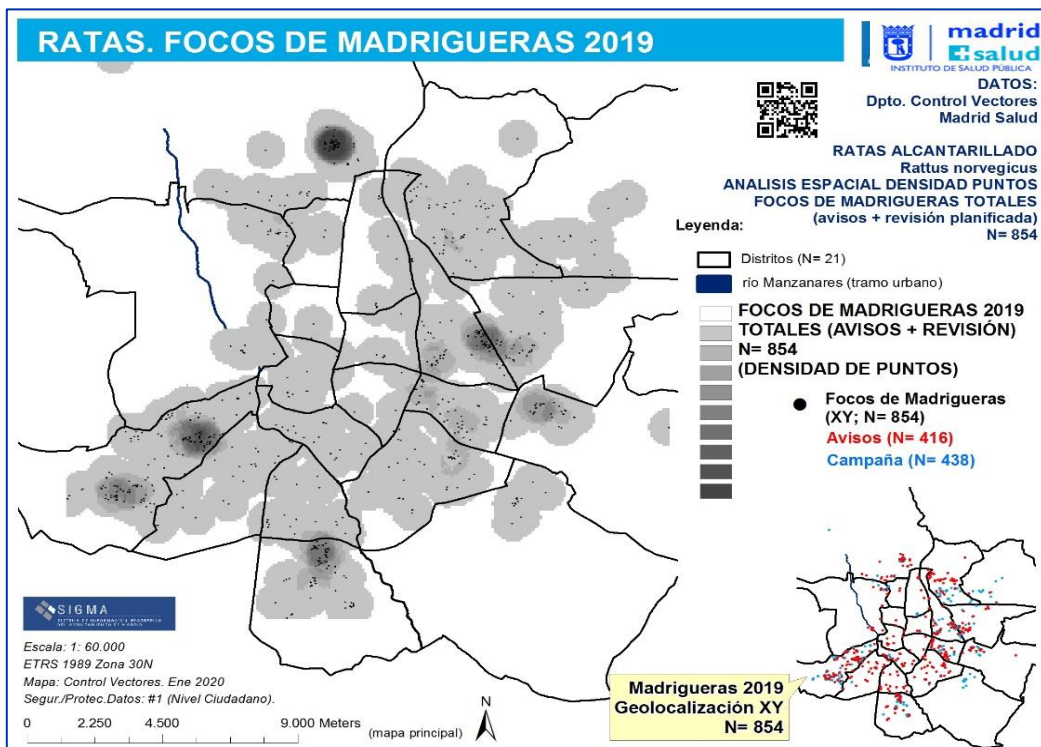 RATAS. FOCOS DE MADRIGUERAS 2019
madrid
salud
INSTITUTO DE SALUD PÚBLICA
DATOS:
Dpto. Control Vectores
Madrid Salud
RATAS ALCANTARILLADO
Rattus norvegicus
ANALISIS ESPACIAL DENSIDAD PUNTOS
FOCOS DE MADRIGUERAS TOTALES
(avisos + revisión planificada)
N= 854
Leyenda:
Distritos (N= 21)
río Manzanares (tramo urbano)
FOCOS DE MADRIGUERAS 2019
TOTALES (AVISOS + REVISIÓN)
N= 854
(DENSIDAD DE PUNTOS)
Focos de Madrigueras
(XY; N= 854)
Avisos (N= 416)
Campaña (N= 438)
SIGMA
Escala: 1: 60.000
ETRS 1989 Zona 30N
Mapa: Control Vectores. Ene 2020
Segur./Protec.Datos: #1 (Nivel Ciudadano).
0 2.250 4.500 9.000 Meters
(mapa principal)
N
Madrigueras 2019
Geolocalización XY
N= 854